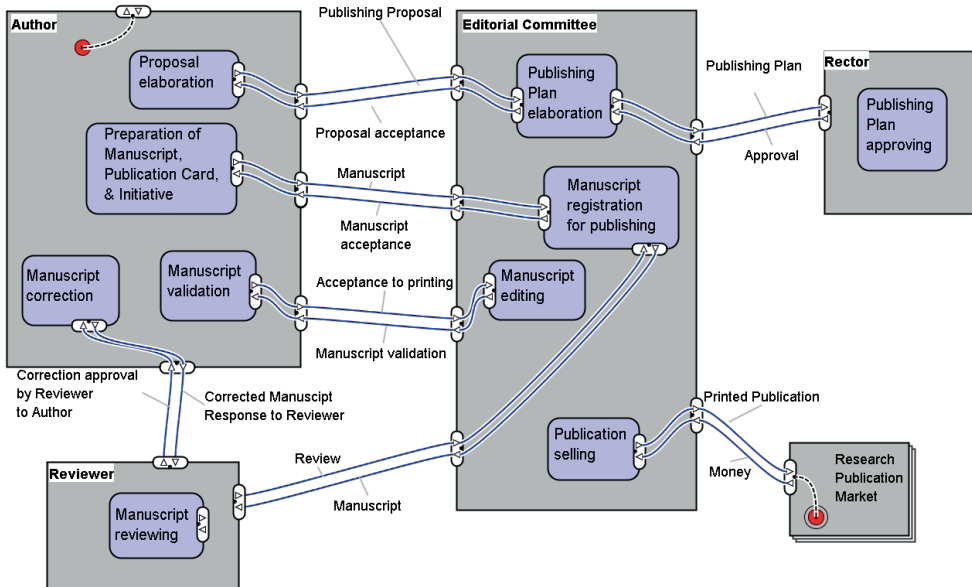 Author
Proposal
elaboration
Preparation of
Manuscript,
Publication Card,
& Initiative
Manuscript
correction
Manuscript
validation
Publishing Proposal
Proposal acceptance
Manuscript
Manuscript
acceptance
Acceptance to printing
Manuscript validation
Editorial Committee
Publishing
Plan
elaboration
Manuscript
registration
for publishing
Manuscript
editing
Publication
selling
Publishing Plan
Approval
Rector
Publishing
Plan
approving
Correction approval
by Reviewer
to Author
Corrected Manuscipt
Response to Reviewer
Reviewer
Manuscript
reviewing
Review
Manuscript
Printed Publication
Money
Research
Publication
Market